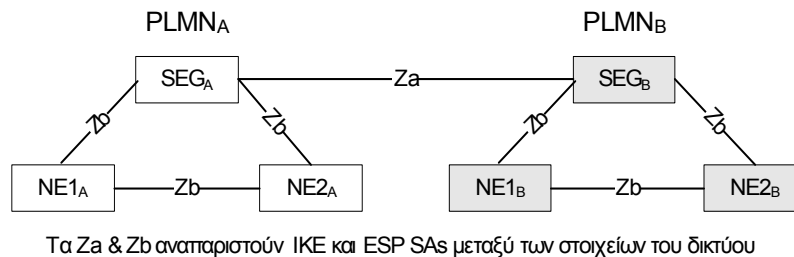 PLMNA PLMNB
SEGA Za SEGB
Zb Zb Zb Zb
NE1A Zb NE2A NE1B Zb NE2B
Τα Za & Zb αναπαριστούν IKE και ESP SAs μεταξύ των στοιχείων του δικτύου